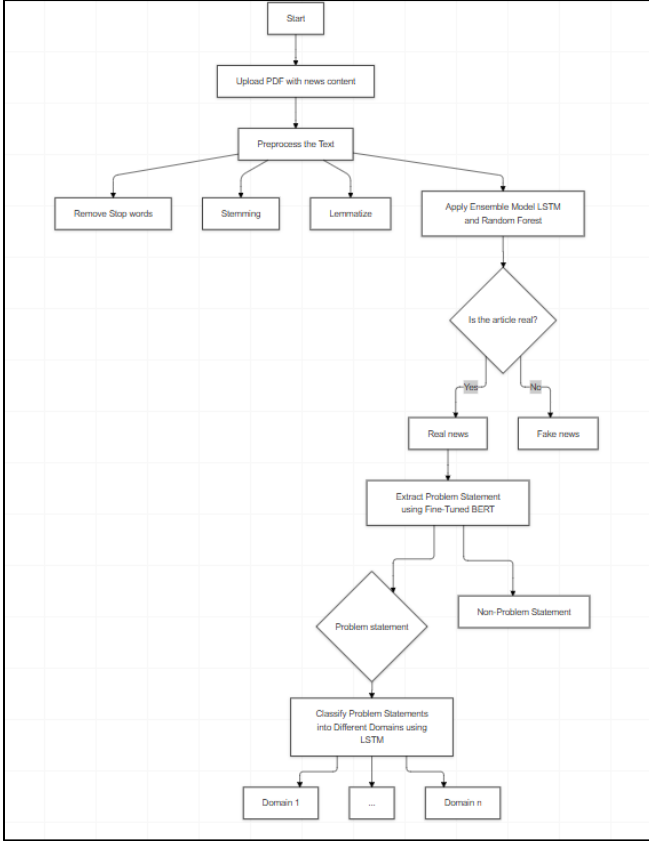 Start
Upload PDF with news content
Preprocess the Text
Remove Stop words
Stemming
Lemmatize
Apply Ensemble Model LSTM
and Random Forest
Is the article real?
Yes
No
Real news
Fake news
Extract Problem Statement
using Fine-Tuned BERT
Problem statement
Non-Problem Statement
Classify Problem Statements
into Different Domains using
LSTM
Domain 1
...
Domain n